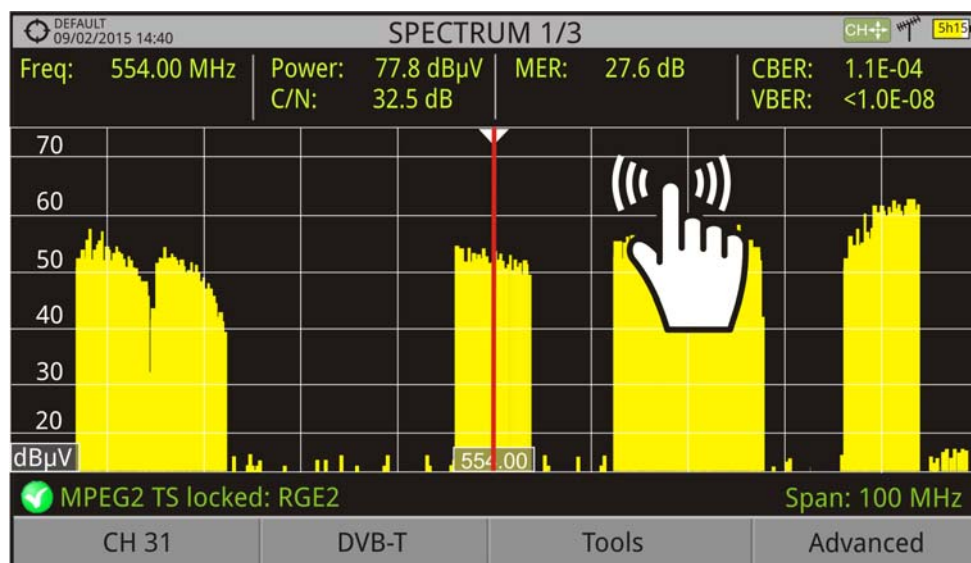 DEFAULT
09/02/2015 14:40
SPECTRUM 1/3
CH
5h15
Freq: 554.00 MHz
Power: 77.8 dBµV
C/N: 32.5 dB
MER: 27.6 dB
CBER: 1.1E-04
VBER: <1.0E-08
70
60
50
40
30
20
dBµV
554.00
MPEG2 TS locked: RGE2
Span: 100 MHz
CH 31
DVB-T
Tools
Advanced